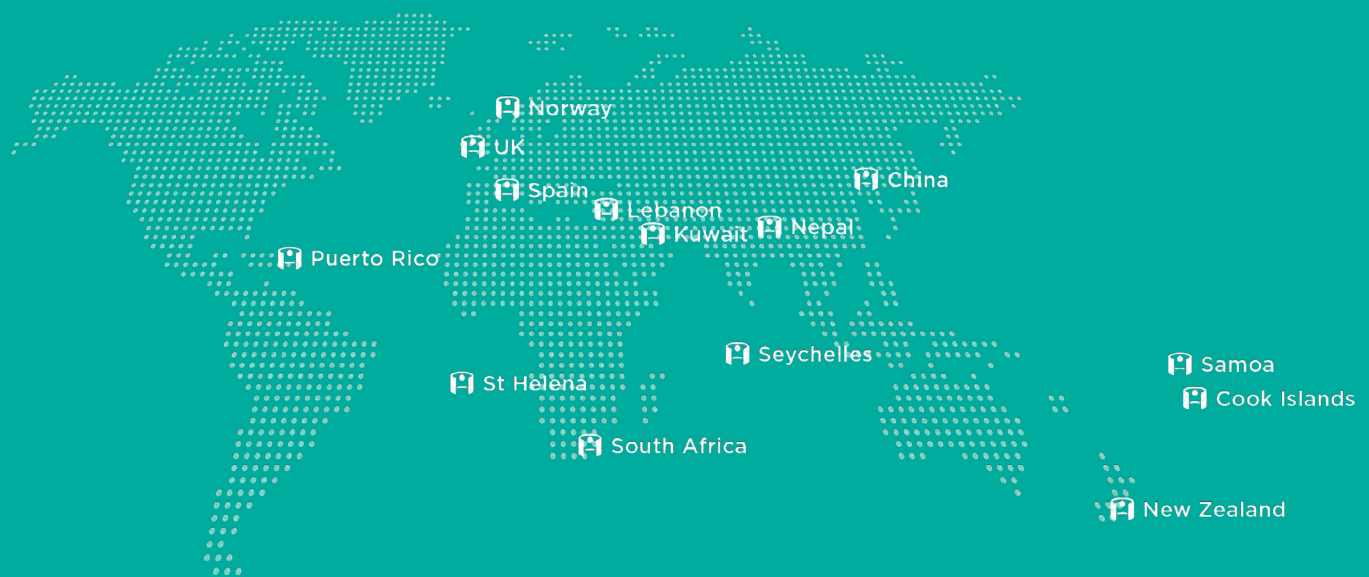 Norway
UK
China
Spain
Lebanon
Nepal
Kuwait
Puerto Rico
Seychelles
Samoa
St Helena
Cook Islands
South Africa
New Zealand